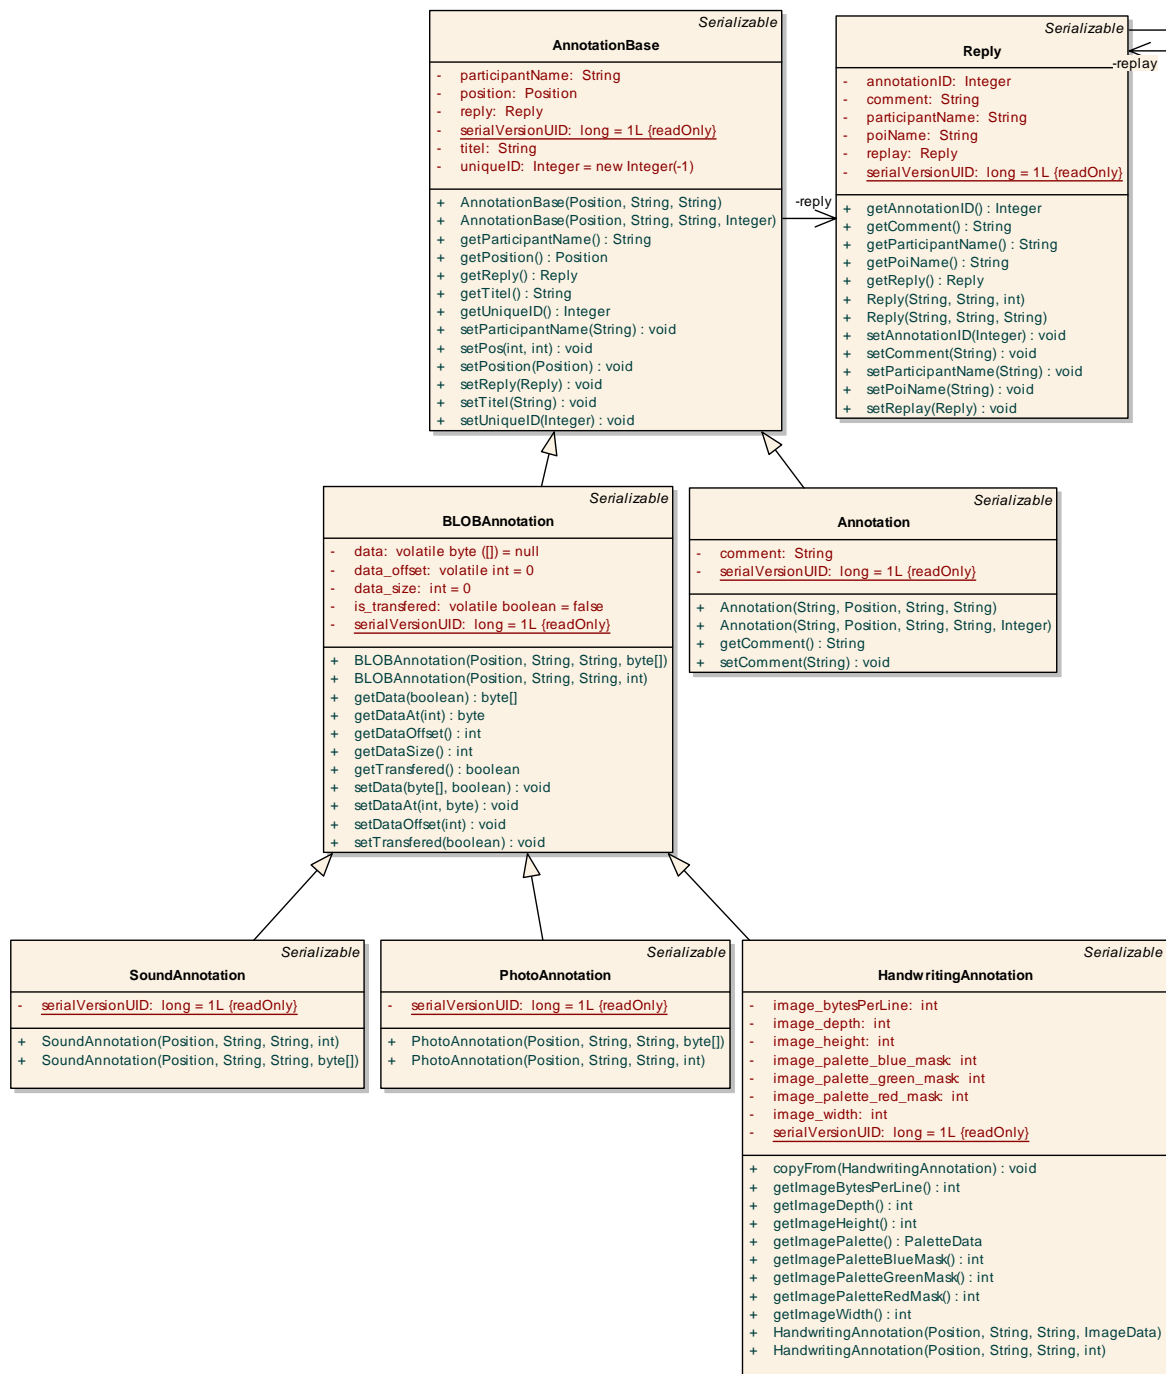 Serializable
AnnotationBase
- participantName: String
- position: Position
- reply: Reply
- serialVersionUID: long = 1L {readOnly}
- titel: String
- uniqueID: Integer = new Integer(-1)
+ AnnotationBase(Position, String, String)
+ AnnotationBase(Position, String, String, Integer)
+ getParticipantName() : String
+ getPosition() : Position
+ getReply() : Reply
+ getTitel() : String
+ getUniqueID() : Integer
+ setParticipantName(String) : void
+ setPos(int, int) : void
+ setPosition(Position) : void
+ setReply(Reply) : void
+ setTitel(String) : void
+ setUniqueID(Integer) : void
-reply
Serializable
Reply
-replay
- annotationID: Integer
- comment: String
- participantName: String
- poiName: String
- replay: Reply
- serialVersionUID: long = 1L {readOnly}
+ getAnnotationID() : Integer
+ getComment() : String
+ getParticipantName() : String
+ getPoiName() : String
+ getReply() : Reply
+ Reply(String, String, int)
+ Reply(String, String, String)
+ setAnnotationID(Integer) : void
+ setComment(String) : void
+ setParticipantName(String) : void
+ setPoiName(String) : void
+ setReplay(Reply) : void
Serializable
BLOBAnnotation
- data: volatile byte ([]) = null
- data_offset: volatile int = 0
- data_size: int = 0
- is_transfered: volatile boolean = false
- serialVersionUID: long = 1L {readOnly}
+ BLOBAnnotation(Position, String, String, byte[])
+ BLOBAnnotation(Position, String, String, int)
+ getData(boolean) : byte[]
+ getDataAt(int) : byte
+ getDataOffset() : int
+ getDataSize() : int
+ getTransfered() : boolean
+ setData(byte[], boolean) : void
+ setDataAt(int, byte) : void
+ setDataOffset(int) : void
+ setTransfered(boolean) : void
Serializable
Annotation
- comment: String
- serialVersionUID: long = 1L {readOnly}
+ Annotation(String, Position, String, String)
+ Annotation(String, Position, String, String, Integer)
+ getComment() : String
+ setComment(String) : void
Serializable
SoundAnnotation
- serialVersionUID: long = 1L {readOnly}
+ SoundAnnotation(Position, String, String, int)
+ SoundAnnotation(Position, String, String, byte[])
Serializable
PhotoAnnotation
- serialVersionUID: long = 1L {readOnly}
+ PhotoAnnotation(Position, String, String, byte[])
+ PhotoAnnotation(Position, String, String, int)
Serializable
HandwritingAnnotation
- image_bytesPerLine: int
- image_depth: int
- image_height: int
- image_palette_blue_mask: int
- image_palette_green_mask: int
- image_palette_red_mask: int
- image_width: int
- serialVersionUID: long = 1L {readOnly}
+ copyFrom(HandwritingAnnotation) : void
+ getImageBytesPerLine() : int
+ getImageDepth() : int
+ getImageHeight() : int
+ getImagePalette() : PaletteData
+ getImagePaletteBlueMask() : int
+ getImagePaletteGreenMask() : int
+ getImagePaletteRedMask() : int
+ getImageWidth() : int
+ HandwritingAnnotation(Position, String, String, ImageData)
+ HandwritingAnnotation(Position, String, String, int)